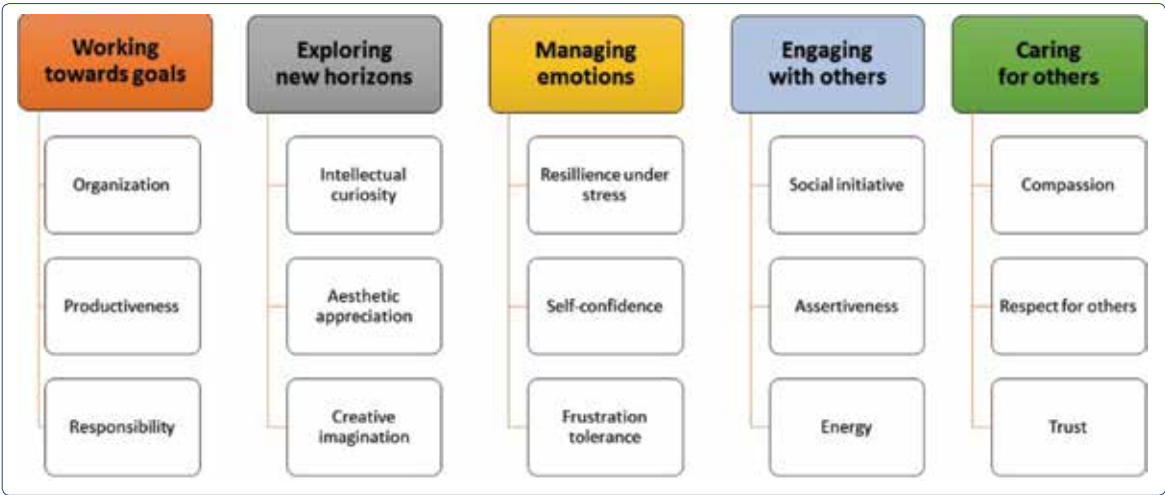 Working
towards goals
Organization
Productiveness
Responsibility
Exploring
new horizons
Intellectual
curiosity
Aesthetic
appreciation
Creative
imagination
Managing
emotions
Resillience under
stress
Self-confidence
Frustration
tolerance
Engaging
with others
Social initiative
Assertiveness
Energy
Caring
for others
Compassion
Respect for others
Trust